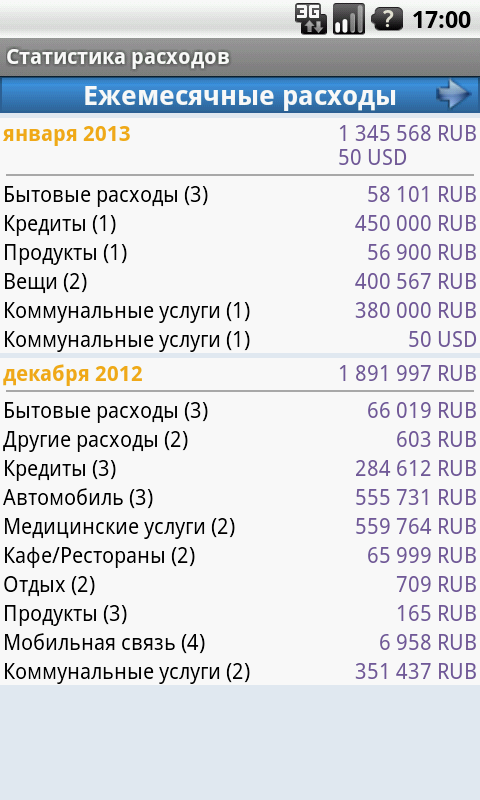 3G ? 17:00
Статистика расходов
Ежемесячные расходы
января 2013 1 345 568 RUB
50 USD
Бытовые расходы (3) 58 101 RUB
Кредиты (1) 450 000 RUB
Продукты (1) 56 900 RUB
Вещи (2) 400 567 RUB
Коммунальные услуги (1) 380 000 RUB
Коммунальные услуги (1) 50 USD
декабря 2012 1 891 997 RUB
Бытовые расходы (3) 66 019 RUB
Другие расходы (2) 603 RUB
Кредиты (3) 284 612 RUB
Автомобиль (3) 555 731 RUB
Медицинские услуги (2) 559 764 RUB
Кафе/Рестораны (2) 65 999 RUB
Отдых (2) 709 RUB
Продукты (3) 165 RUB
Мобильная связь (4) 6 958 RUB
Коммунальные услуги (2) 351 437 RUB